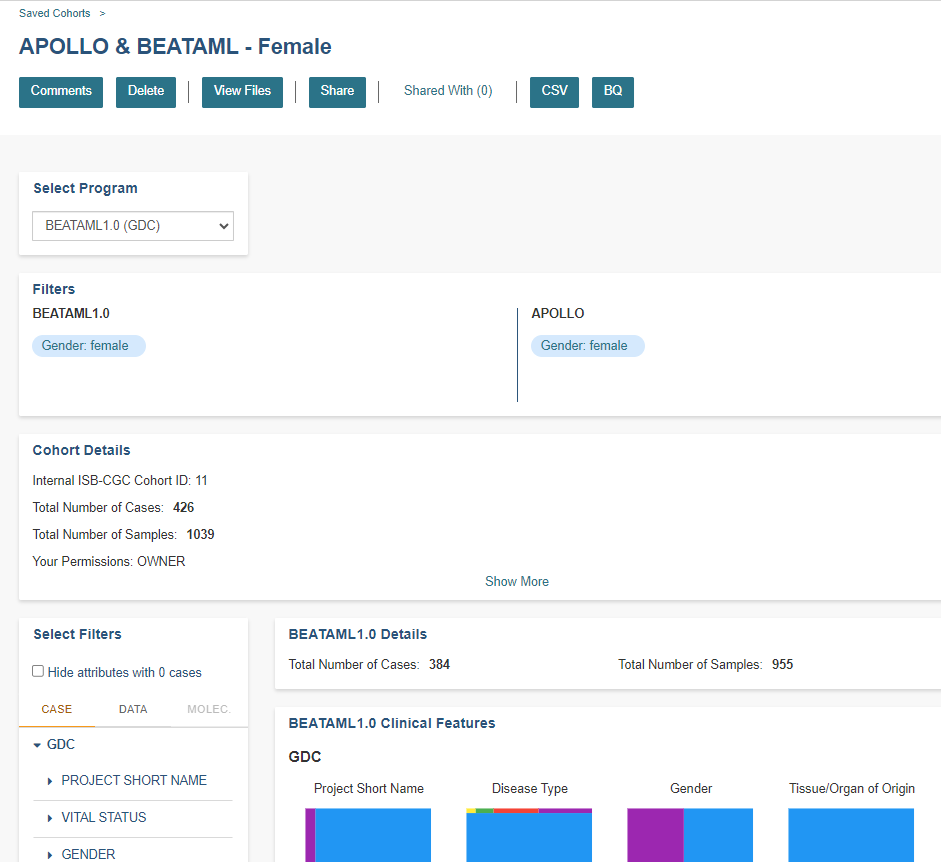 Saved Cohorts >
APOLLO & BEATAML - Female
Comments Delete View Files Share Shared With (0) CSV BQ
Select Program
BEATAML1.0 (GDC)
Filters
BEATAML1.0 APOLLO
Gender: female Gender: female
Cohort Details
Internal ISB-CGC Cohort ID: 11
Total Number of Cases: 426
Total Number of Samples: 1039
Your Permissions: OWNER
Show More
Select Filters
Hide attributes with 0 cases
CASE DATA MOLEC.
GDC
PROJECT SHORT NAME
VITAL STATUS
GENDER
BEATAML1.0 Details
Total Number of Cases: 384 Total Number of Samples: 955
BEATAML1.0 Clinical Features
GDC
Project Short Name Disease Type Gender Tissue/Organ of Origin